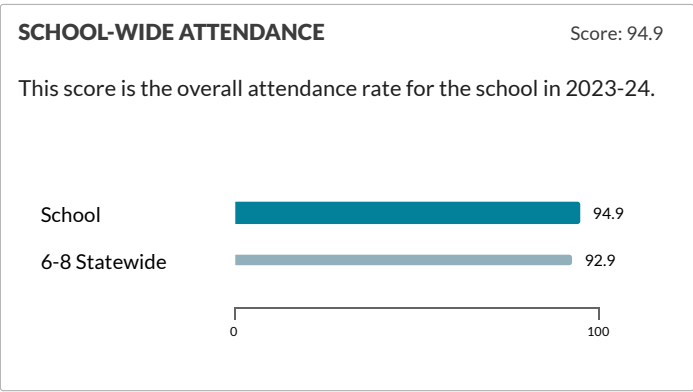 SCHOOL-WIDE ATTENDANCE Score: 94.9
This score is the overall attendance rate for the school in 2023-24.
School 94.9
6-8 Statewide 92.9
0 100